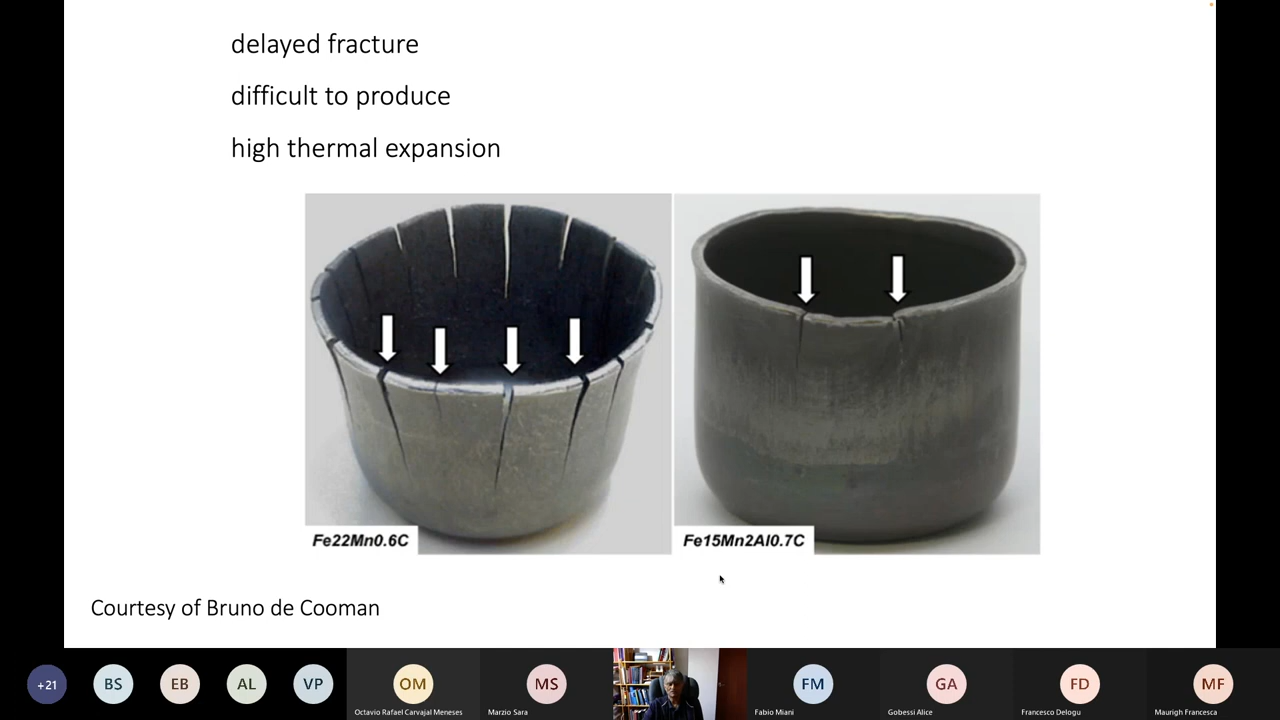 delayed fracture
difficult to produce
high thermal expansion
Fe22Mn0.6C
Fe15Mn2Al0.7C
Courtesy of Bruno de Cooman
+21
BS
EB
AL
VP
OM
Octavio Rafael Carvajal Meneses
MS
Marzio Sara
FM
Fabio Miani
GA
Gobessi Alice
FD
Francesco Delogu
MF
Maurigh Francesca